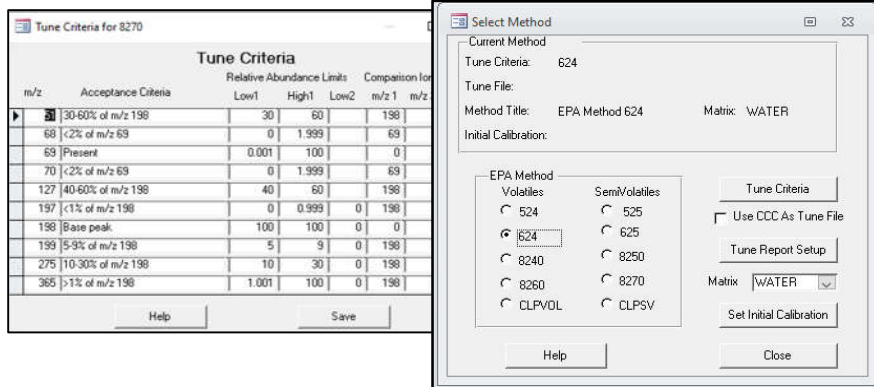 Tune Criteria for 8270
Tune Criteria
Relative Abundance Limits Comparison Ion
m/z Acceptance Criteria Low1 High1 Low2 m/z 1 m/z
51 30-60% of m/z 198 30 60 198
68 <2% of m/z 69 0 1.999 69
69 Present 0.001 100 0
70 <2% of m/z 69 0 1.999 69
127 40-60% of m/z 198 40 60 198
197 <1% of m/z 198 0 0.999 0 198
198 Base peak. 100 100 0 0
199 5-9% of m/z 198 5 9 0 198
275 10-30% of m/z 198 10 30 0 198
365 >1% of m/z 198 1.001 100 0 198
Help Save
Select Method
Current Method
Tune Criteria: 624
Tune File:
Method Title: EPA Method 624 Matrix: WATER
Initial Calibration:
EPA Method
Volatiles SemiVolatiles
524 525
624 625
8240 8250
8260 8270
CLPVOL CLPSV
Tune Criteria
Use CCC As Tune File
Tune Report Setup
Matrix WATER
Set Initial Calibration
Help Close